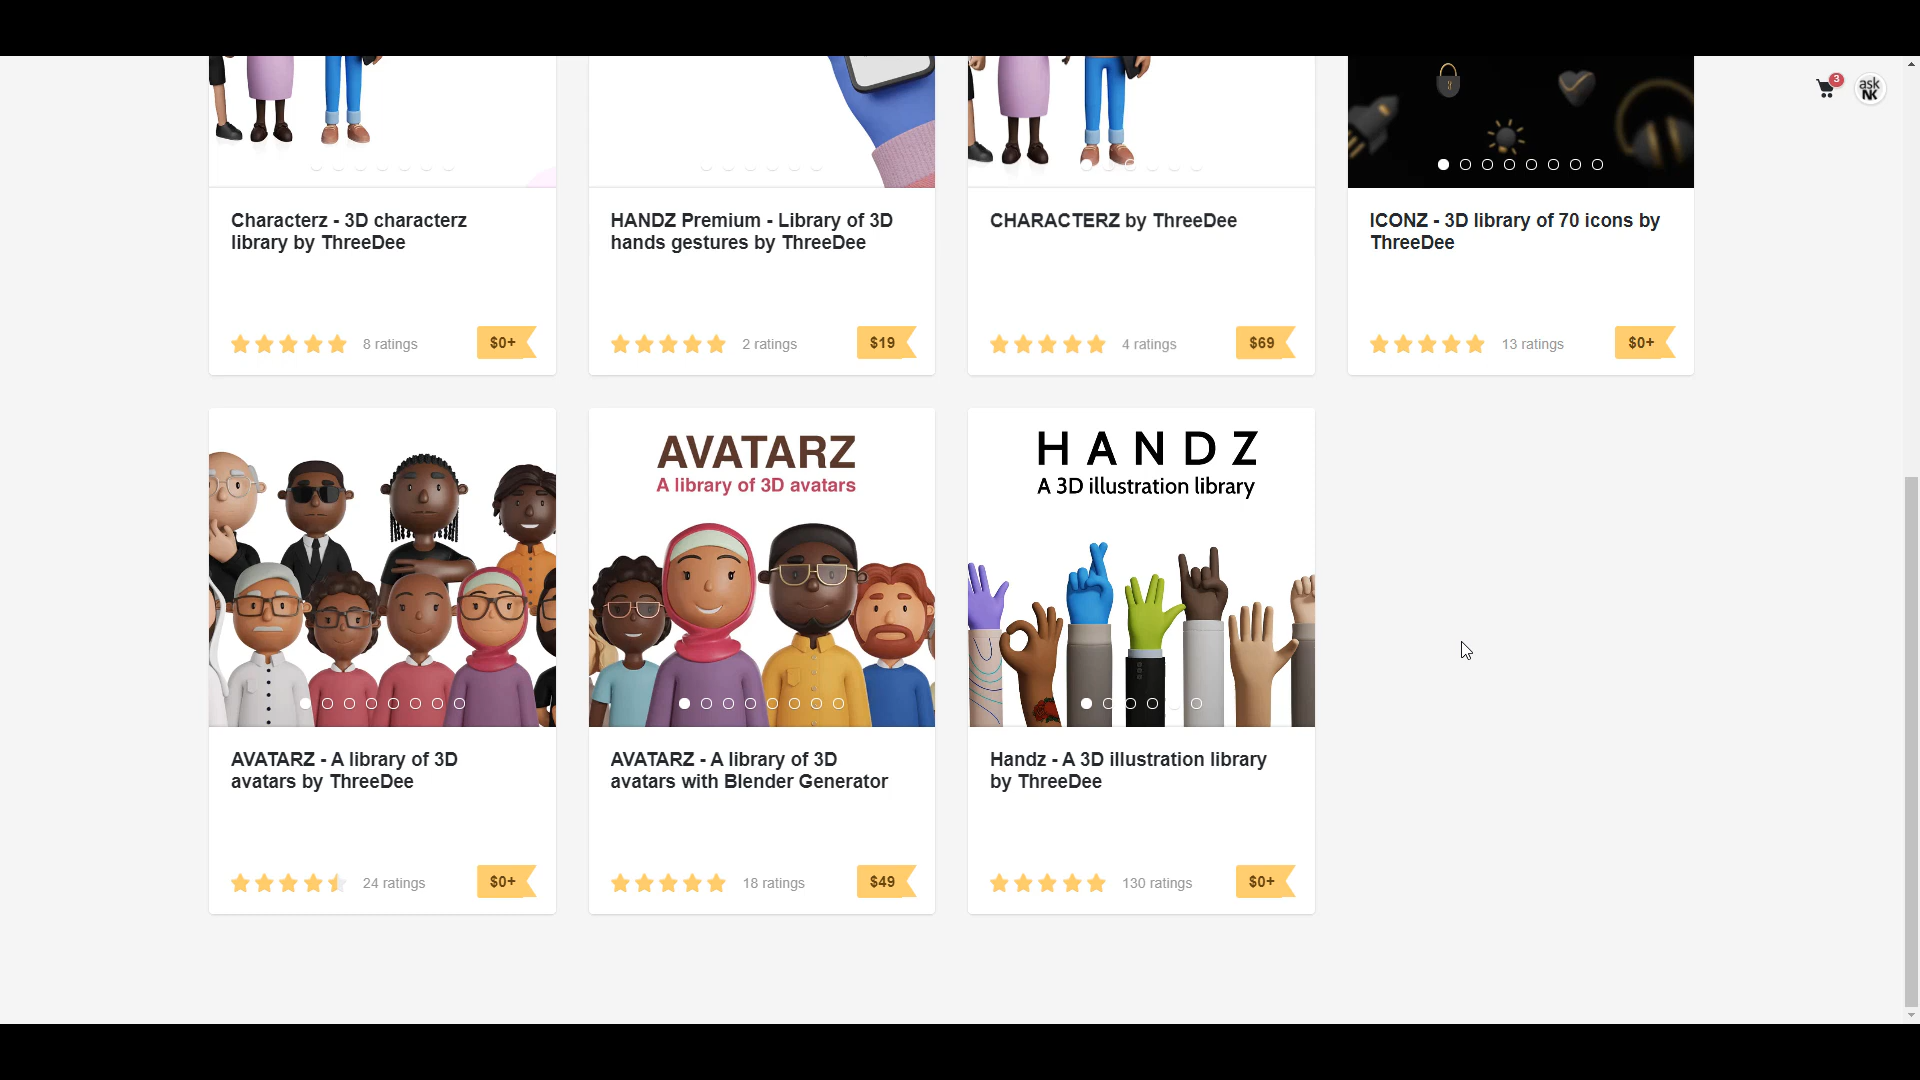 3
ask
NK
Characterz - 3D characterz
library by ThreeDee
8 ratings
$0+
HANDZ Premium - Library of 3D
hands gestures by ThreeDee
2 ratings
$19
CHARACTERZ by ThreeDee
4 ratings
$69
ICONZ - 3D library of 70 icons by
ThreeDee
13 ratings
$0+
AVATARZ - A library of 3D
avatars by ThreeDee
24 ratings
$0+
AVATARZ
A library of 3D avatars
AVATARZ - A library of 3D
avatars with Blender Generator
18 ratings
$49
HANDZ
A 3D illustration library
Handz - A 3D illustration library
by ThreeDee
130 ratings
$0+